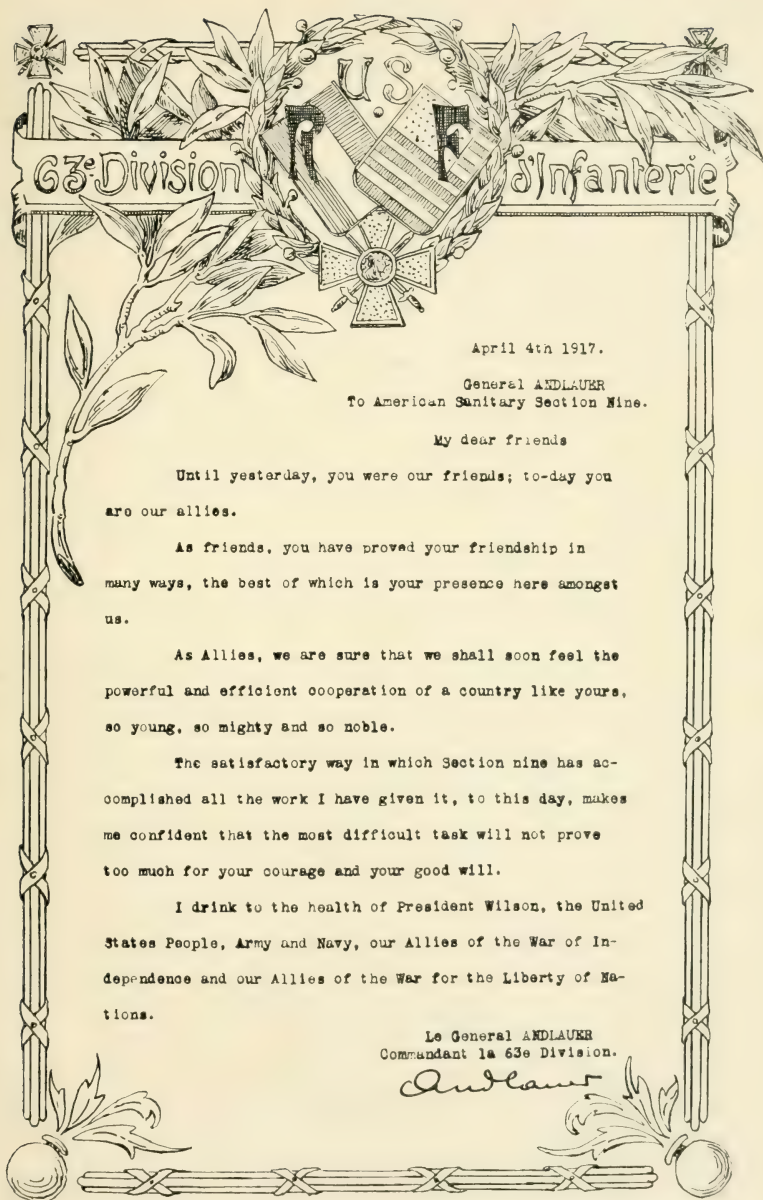 U S
R F
63e Division d'Infanterie
April 4th 1917.
General ANDLAUER
To American Sanitary Section Nine.
My dear friends
Until yesterday, you were our friends; to-day you
are our allies.
As friends, you have proved your friendship in
many ways, the best of which is your presence here amongst
us.
As Allies, we are sure that we shall soon feel the
powerful and efficient cooperation of a country like yours,
so young, so mighty and so noble.
The satisfactory way in which Section nine has ac-
complished all the work I have given it, to this day, makes
me confident that the most difficult task will not prove
too much for your courage and your good will.
I drink to the health of President Wilson, the United
States People, Army and Navy, our Allies of the War of In-
dependence and our Allies of the War for the Liberty of Na-
tions.
Le General ANDLAUER
Commandant la 63e Division.
Andlauer